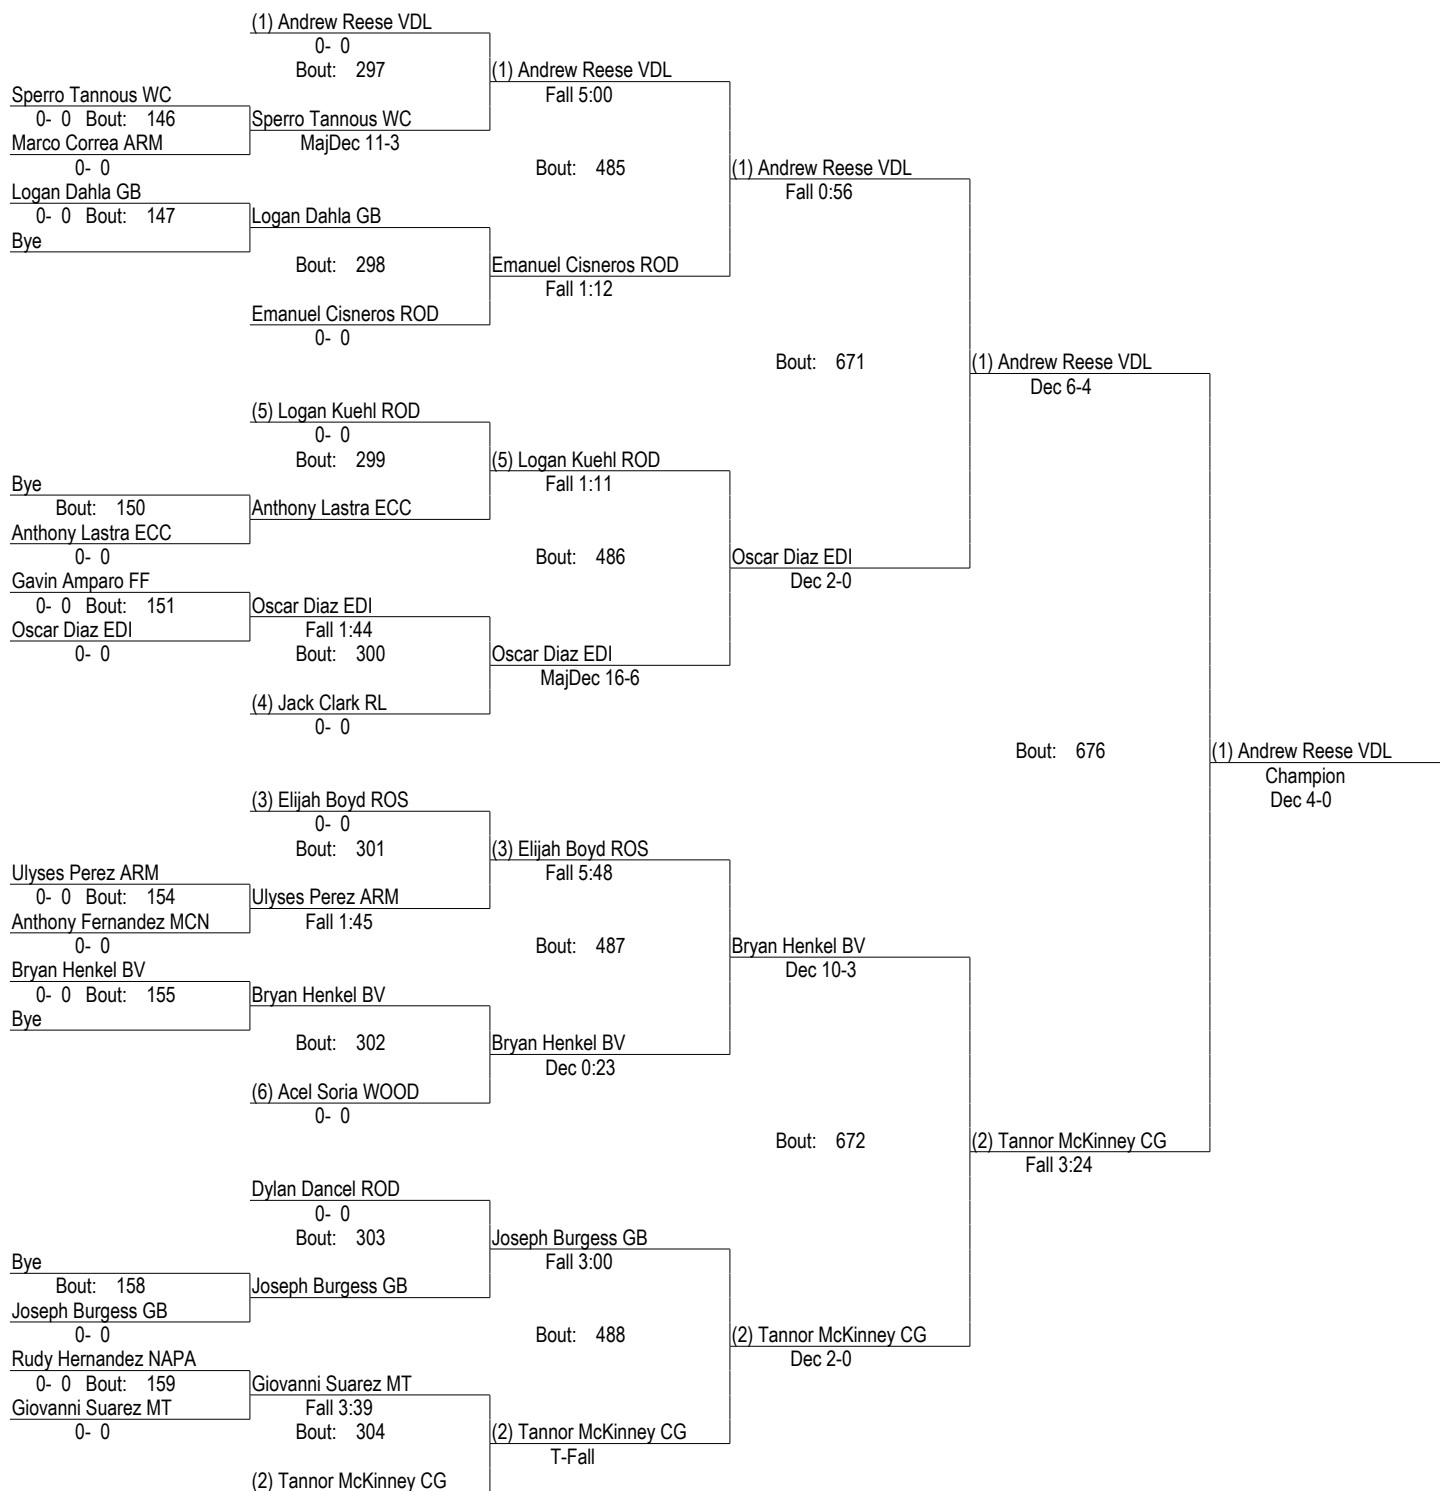 (1) Andrew Reese VDL
0- 0
Bout: 297
(1) Andrew Reese VDL
Sperro Tannous WC
Fall 5:00
0- 0 Bout: 146
Sperro Tannous WC
Marco Correa ARM
MajDec 11-3
0- 0
Bout: 485
(1) Andrew Reese VDL
Logan Dahla GB
Fall 0:56
0- 0 Bout: 147
Logan Dahla GB
Bye
Bout: 298
Emanuel Cisneros ROD
Fall 1:12
Emanuel Cisneros ROD
0- 0
Bout: 671
(1) Andrew Reese VDL
Dec 6-4
(5) Logan Kuehl ROD
0- 0
Bout: 299
(5) Logan Kuehl ROD
Bye
Fall 1:11
Bout: 150
Anthony Lastra ECC
Anthony Lastra ECC
0- 0
Bout: 486
Oscar Diaz EDI
Gavin Amparo FF
Dec 2-0
0- 0 Bout: 151
Oscar Diaz EDI
Oscar Diaz EDI
Fall 1:44
0- 0
Bout: 300
Oscar Diaz EDI
MajDec 16-6
(4) Jack Clark RL
0- 0
Bout: 676
(1) Andrew Reese VDL
Champion
Dec 4-0
(3) Elijah Boyd ROS
0- 0
Bout: 301
(3) Elijah Boyd ROS
Ulyses Perez ARM
Fall 5:48
0- 0 Bout: 154
Ulyses Perez ARM
Anthony Fernandez MCN
Fall 1:45
0- 0
Bout: 487
Bryan Henkel BV
Bryan Henkel BV
Dec 10-3
0- 0 Bout: 155
Bryan Henkel BV
Bye
Bout: 302
Bryan Henkel BV
Dec 0:23
(6) Acel Soria WOOD
0- 0
Bout: 672
(2) Tannor McKinney CG
Fall 3:24
Dylan Dancel ROD
0- 0
Bout: 303
Joseph Burgess GB
Bye
Fall 3:00
Bout: 158
Joseph Burgess GB
Joseph Burgess GB
0- 0
Bout: 488
(2) Tannor McKinney CG
Rudy Hernandez NAPA
Dec 2-0
0- 0 Bout: 159
Giovanni Suarez MT
Giovanni Suarez MT
Fall 3:39
0- 0
Bout: 304
(2) Tannor McKinney CG
T-Fall
(2) Tannor McKinney CG